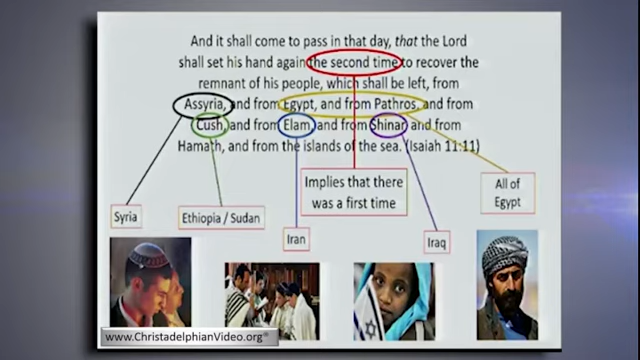 And it shall come to pass in that day, that the Lord
shall set his hand again the second time to recover the
remnant of his people, which shall be left, from
Assyria, and from Egypt, and from Pathros, and from
Cush, and from Elam, and from Shinar, and from
Hamath, and from the islands of the sea. (Isaiah 11:11)
Implies that there
was a first time
All of
Egypt
Syria
Ethiopia / Sudan
Iran
Iraq
www.ChristadelphianVideo.org